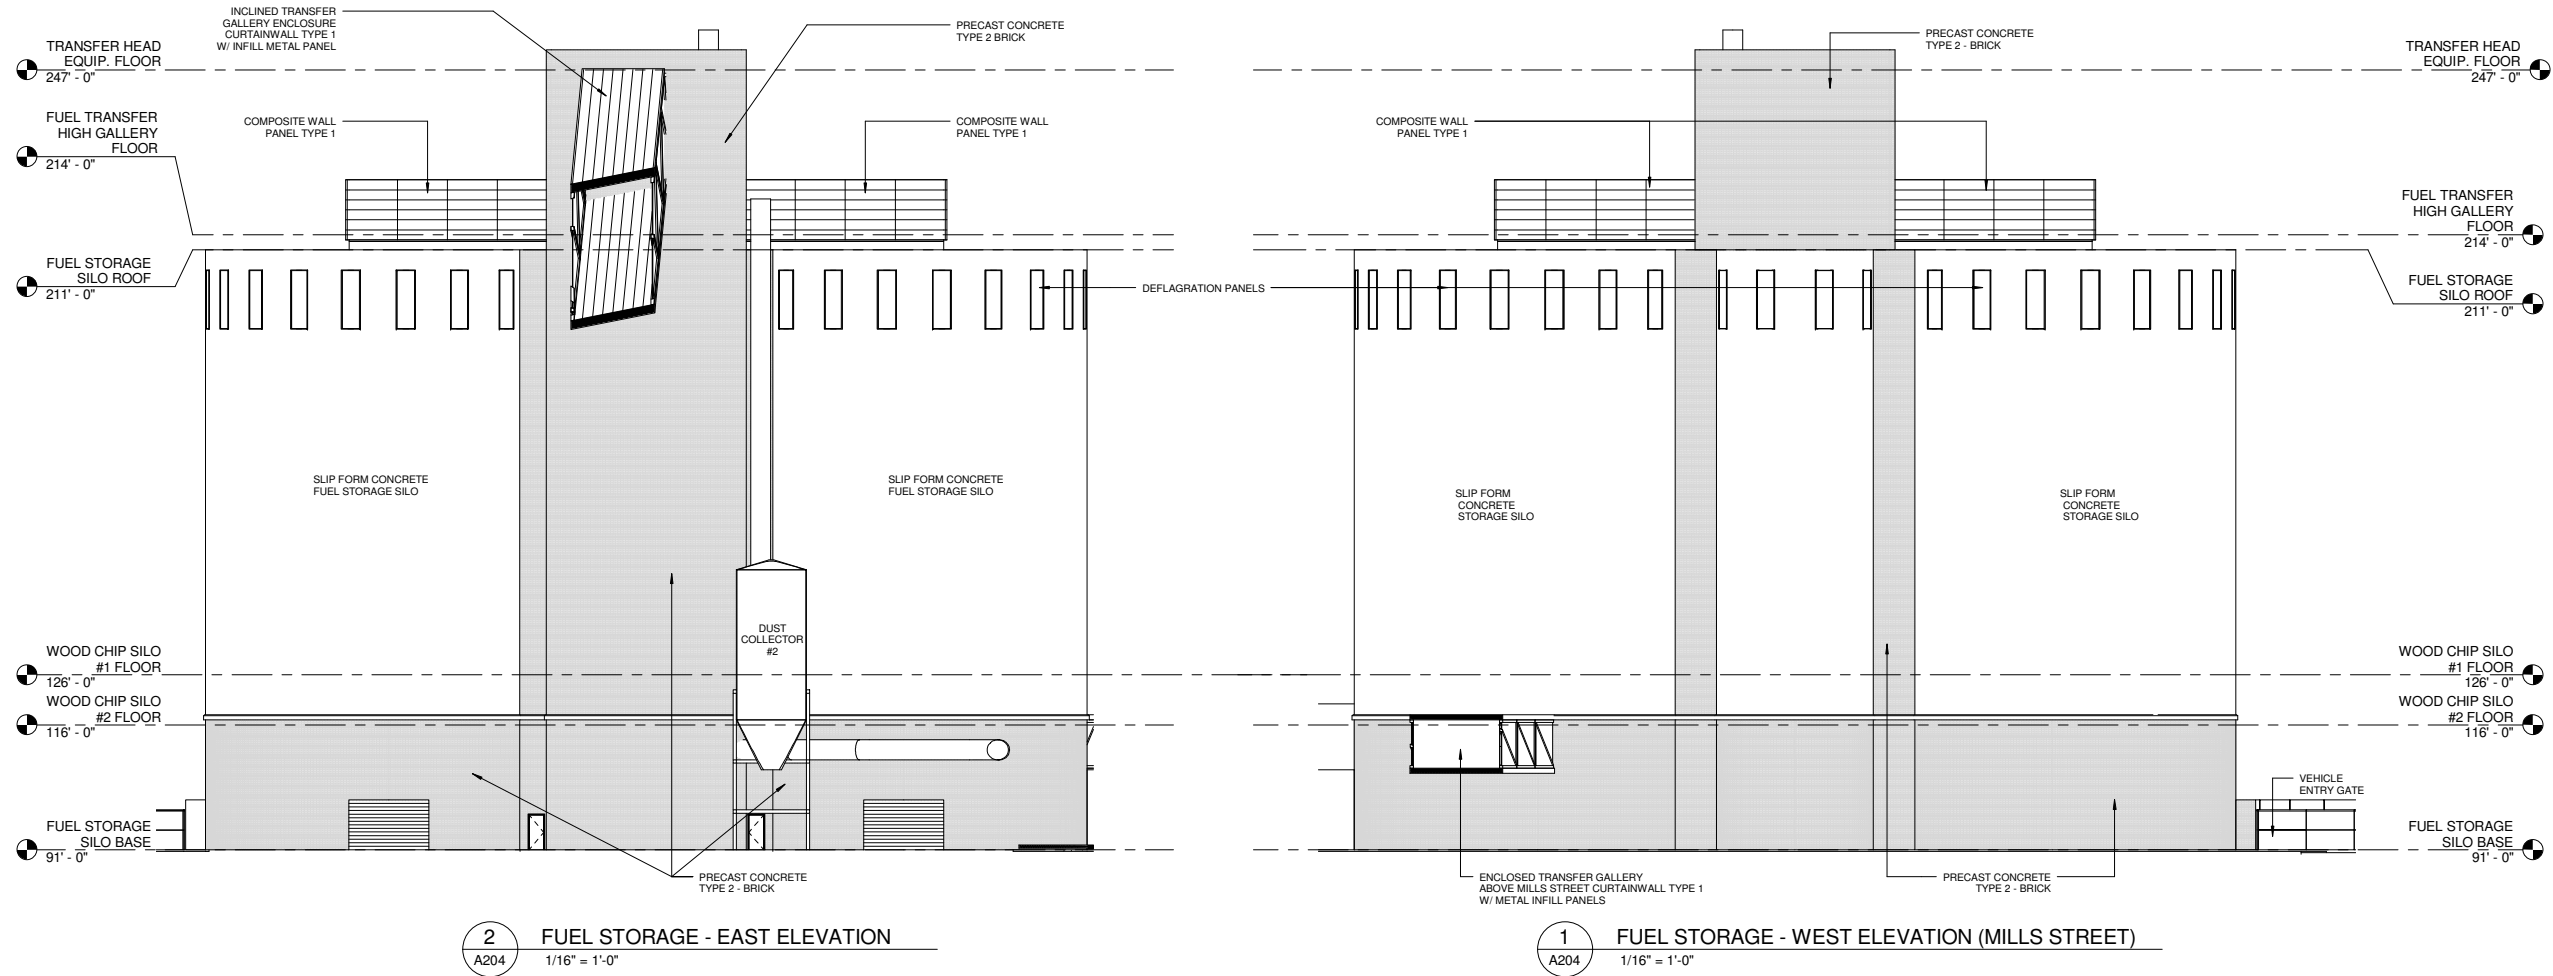 INCLINED TRANSFER
GALLERY ENCLOSURE
CURTAINWALL TYPE 1
W/ INFILL METAL PANEL
PRECAST CONCRETE
TYPE 2 BRICK
TRANSFER HEAD
EQUIP. FLOOR
247' - 0"
FUEL TRANSFER
HIGH GALLERY
FLOOR
214' - 0"
COMPOSITE WALL
PANEL TYPE 1
COMPOSITE WALL
PANEL TYPE 1
FUEL STORAGE
SILO ROOF
211' - 0"
SLIP FORM CONCRETE
FUEL STORAGE SILO
SLIP FORM CONCRETE
FUEL STORAGE SILO
DUST
COLLECTOR
#2
WOOD CHIP SILO
#1 FLOOR
126' - 0"
WOOD CHIP SILO
#2 FLOOR
116' - 0"
FUEL STORAGE
SILO BASE
91' - 0"
PRECAST CONCRETE
TYPE 2 - BRICK
2
A204
FUEL STORAGE - EAST ELEVATION
1/16" = 1'-0"
DEFLAGRATION PANELS
PRECAST CONCRETE
TYPE 2 - BRICK
TRANSFER HEAD
EQUIP. FLOOR
247' - 0"
COMPOSITE WALL
PANEL TYPE 1
FUEL TRANSFER
HIGH GALLERY
FLOOR
214' - 0"
FUEL STORAGE
SILO ROOF
211' - 0"
SLIP FORM
CONCRETE
STORAGE SILO
SLIP FORM
CONCRETE
STORAGE SILO
WOOD CHIP SILO
#1 FLOOR
126' - 0"
WOOD CHIP SILO
#2 FLOOR
116' - 0"
VEHICLE
ENTRY GATE
FUEL STORAGE
SILO BASE
91' - 0"
ENCLOSED TRANSFER GALLERY
ABOVE MILLS STREET CURTAINWALL TYPE 1
W/ METAL INFILL PANELS
PRECAST CONCRETE
TYPE 2 - BRICK
1
A204
FUEL STORAGE - WEST ELEVATION (MILLS STREET)
1/16" = 1'-0"